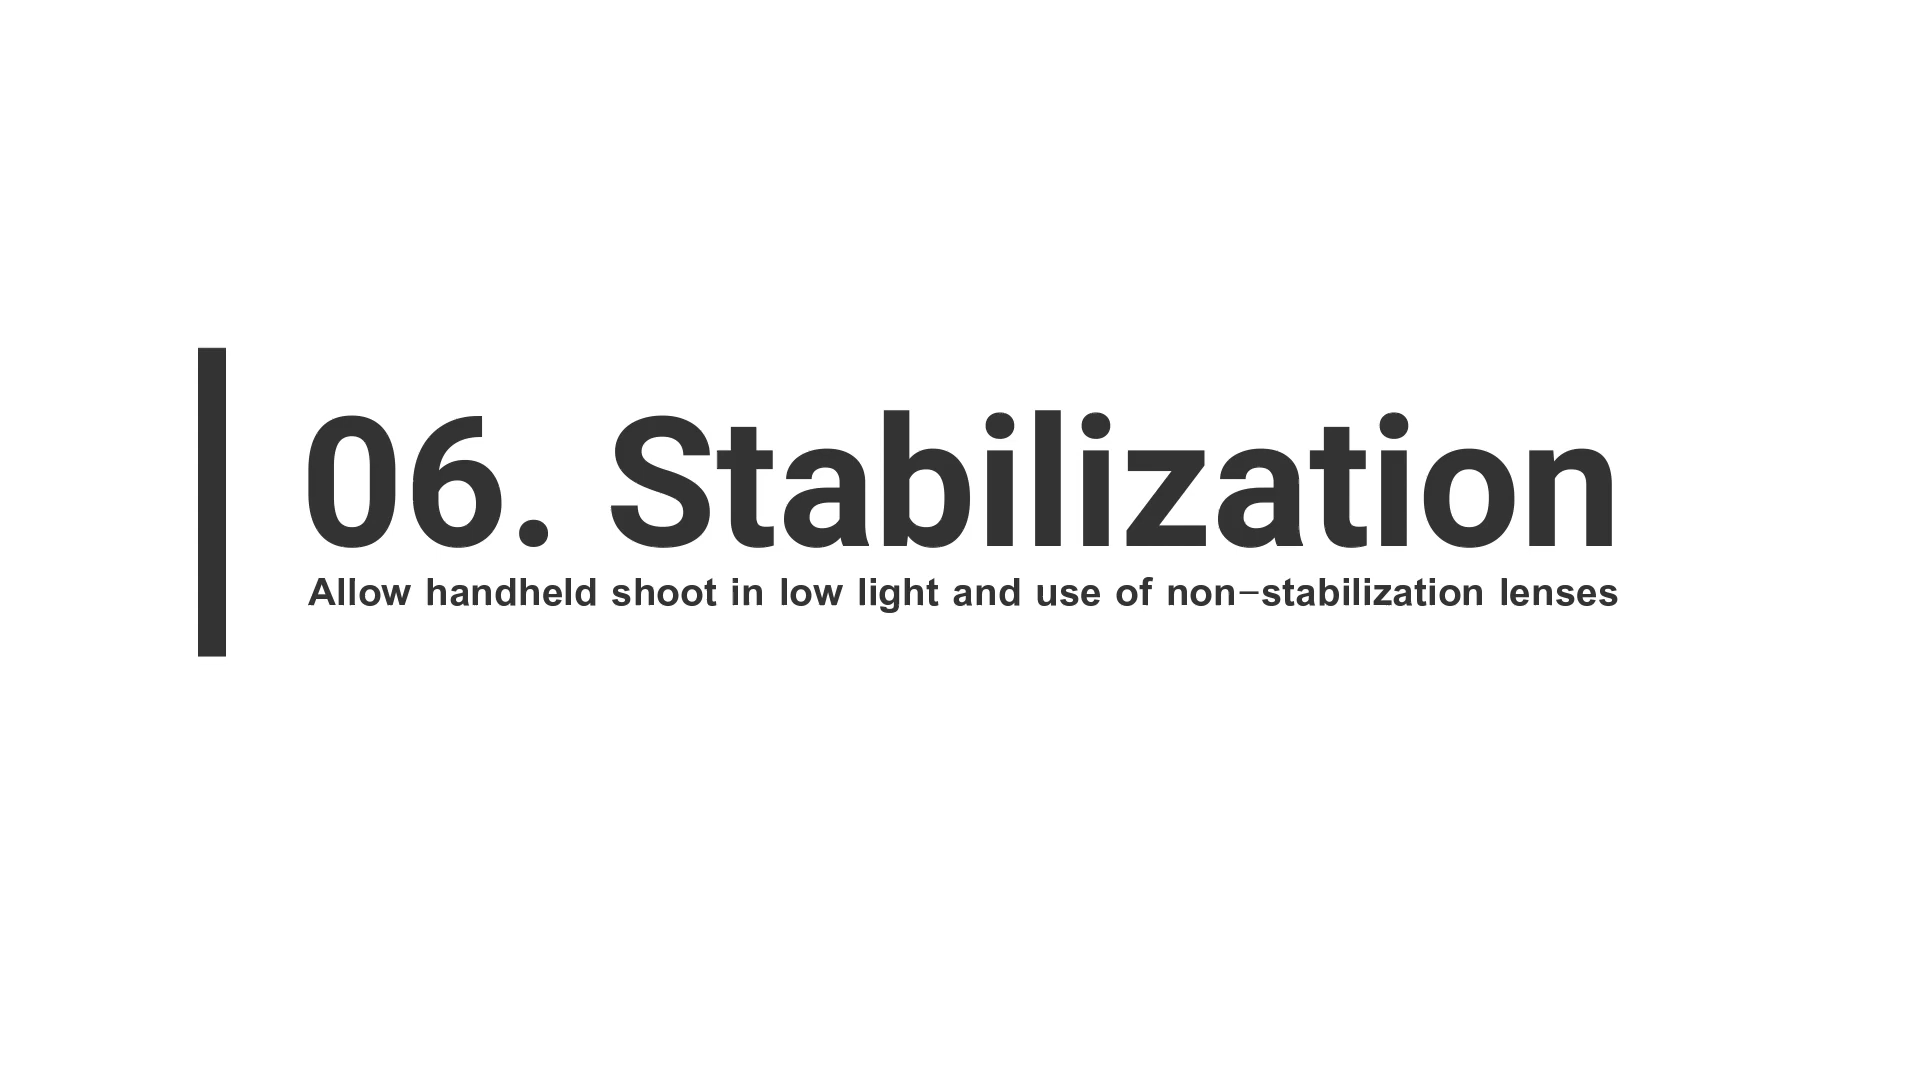 06. Stabilization
Allow handheld shoot in low light and use of non-stabilization lenses